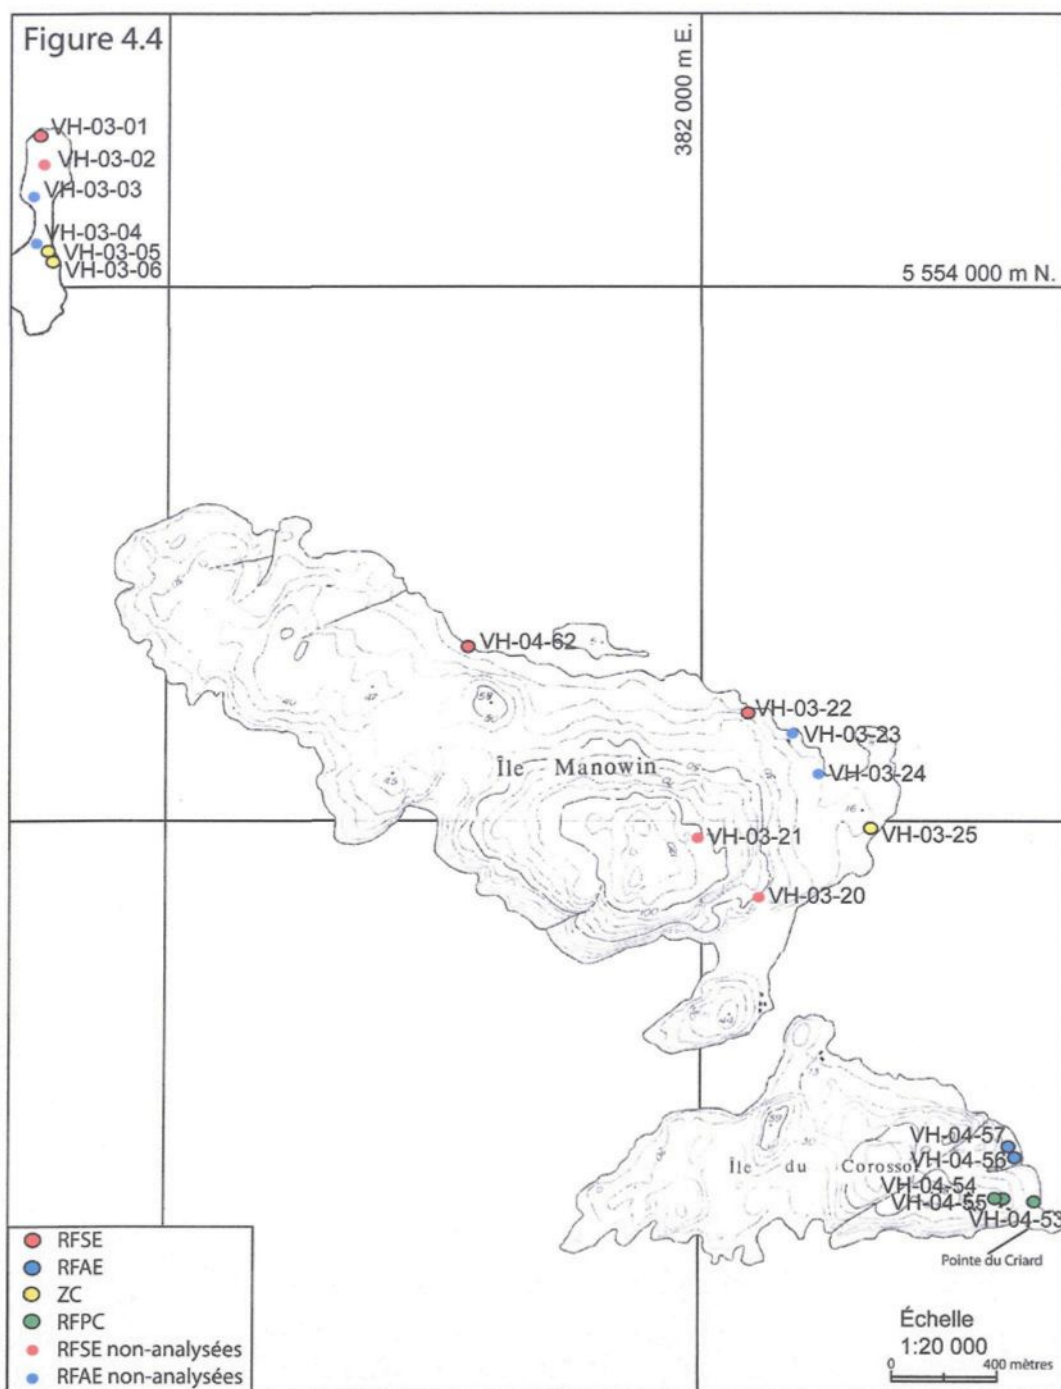 Figure 4.4
382 000 m E.
VH-03-01
VH-03-02
VH-03-03
VH-03-04
VH-03-05
VH-03-06
5 554 000 m N.
VH-04-62
VH-03-22
VH-03-23
Île Manowin
VH-03-24
VH-03-25
VH-03-21
VH-03-20
VH-04-57
VH-04-56
Île du Corossol
VH-04-54
VH-04-55
VH-04-53
Pointe du Criard
RFSE
RFAE
ZC
RFPC
RFSE non-analysées
RFAE non-analysées
Échelle
1:20 000
0 400 mètres